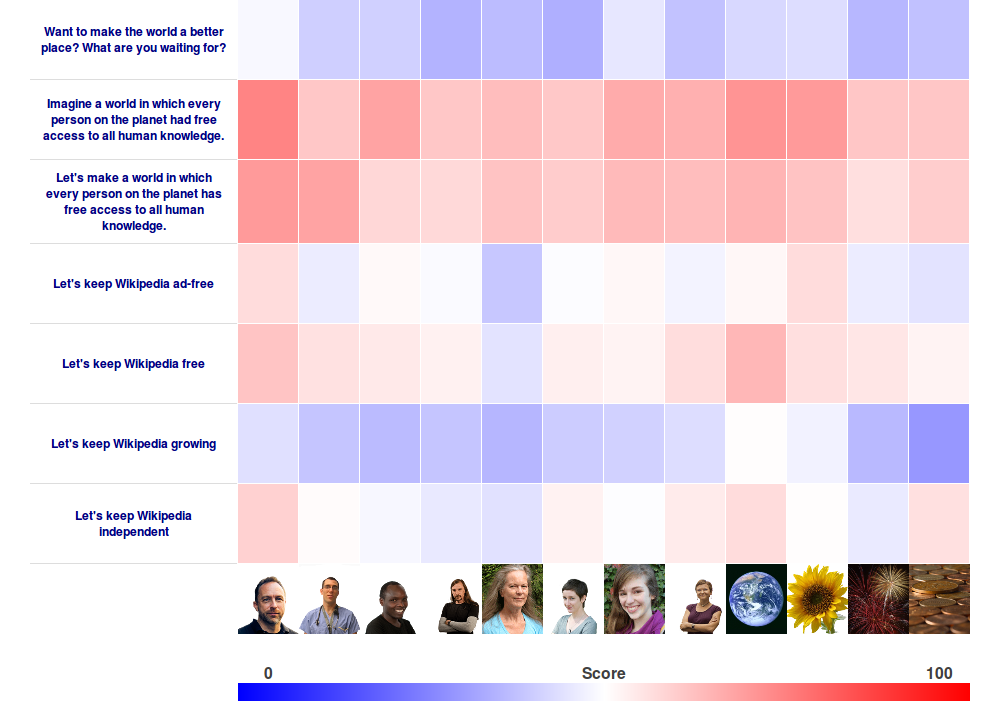 Want to make the world a better
place? What are you waiting for?
Imagine a world in which every
person on the planet had free
access to all human knowledge.
Let's make a world in which
every person on the planet has
free access to all human
knowledge.
Let's keep Wikipedia ad-free
Let's keep Wikipedia free
Let's keep Wikipedia growing
Let's keep Wikipedia
independent
0 Score 100